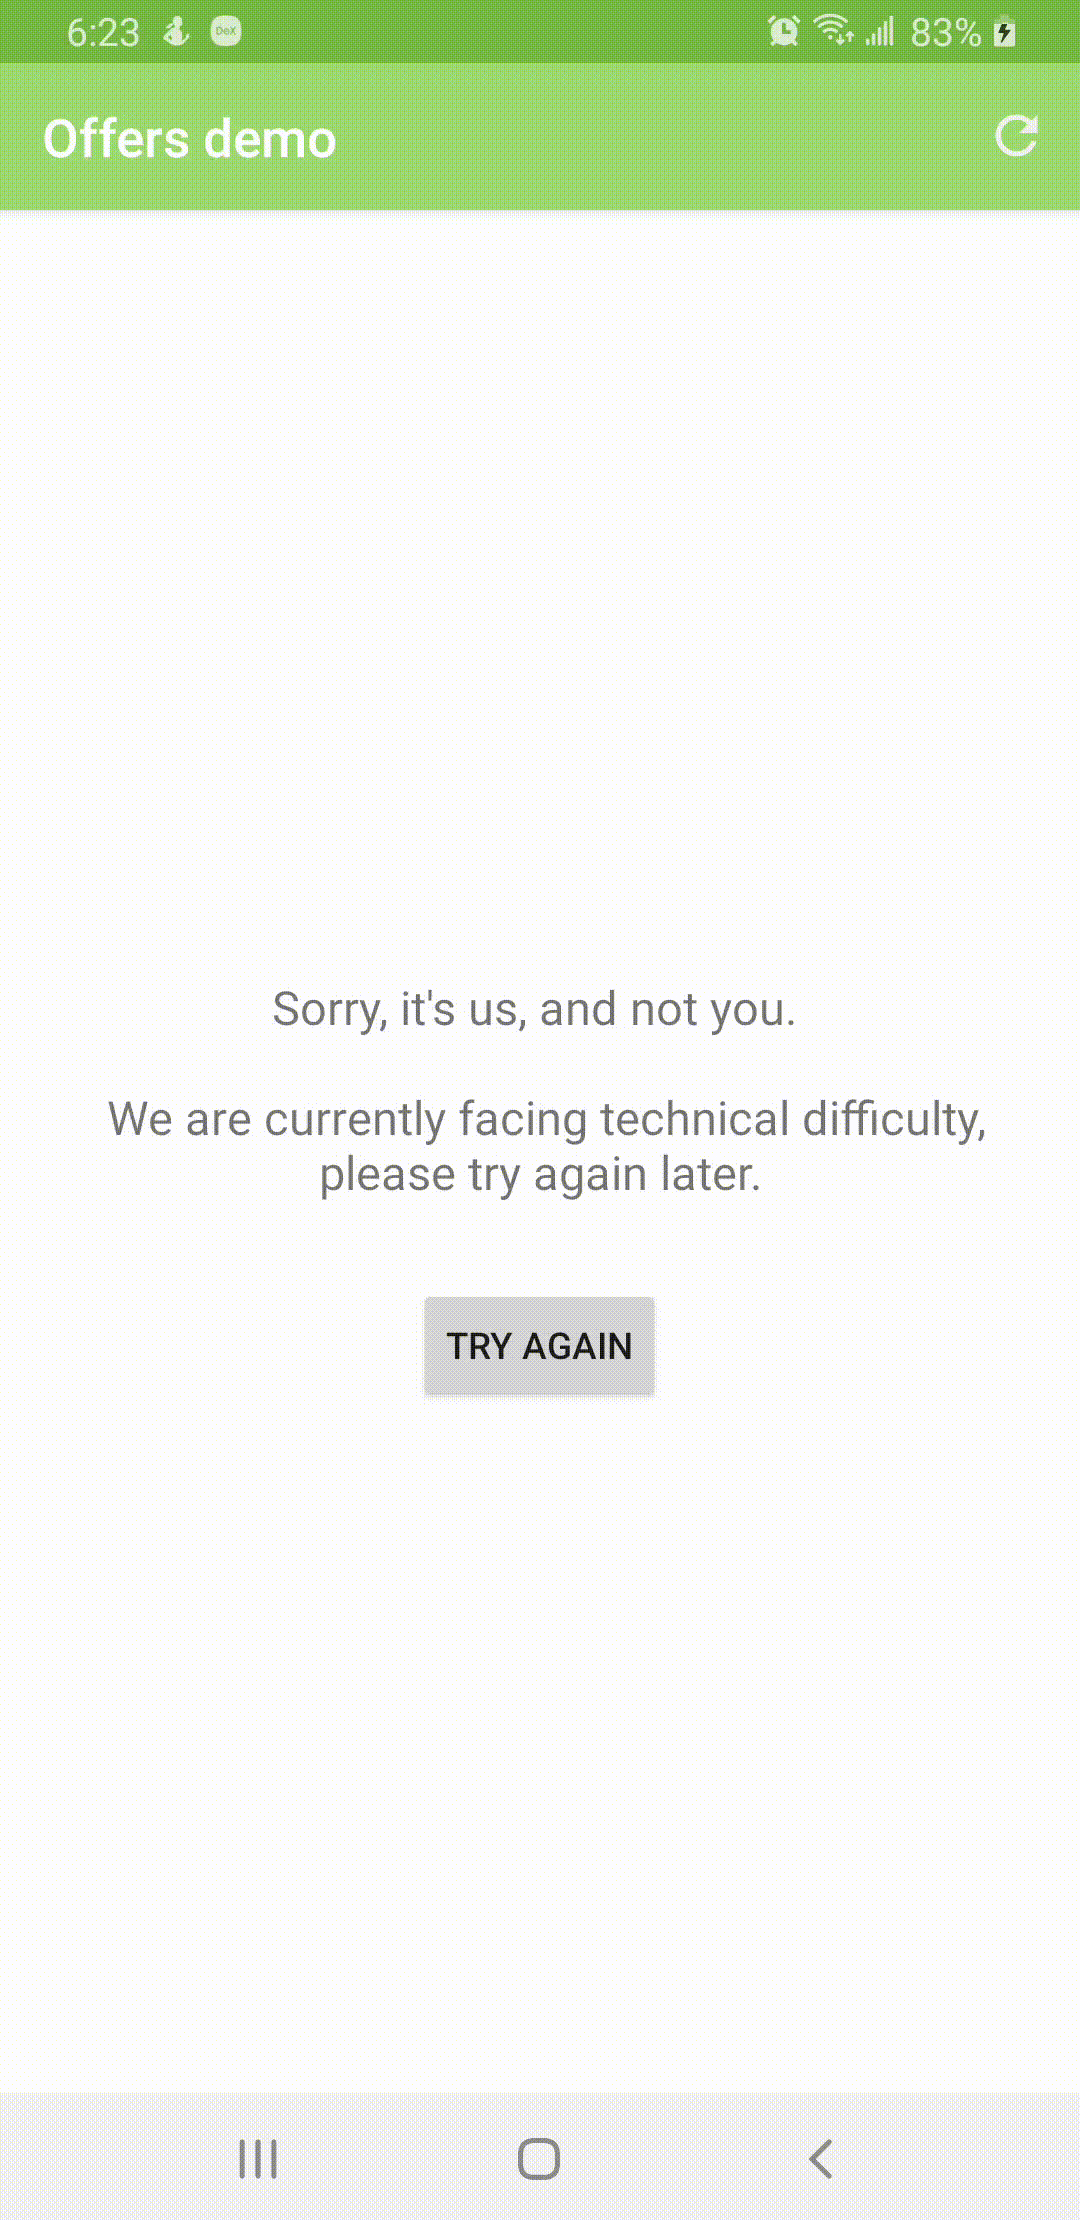 6:23 DeX 83%
Offers demo
Sorry, it's us, and not you.
We are currently facing technical difficulty,
please try again later.
TRY AGAIN